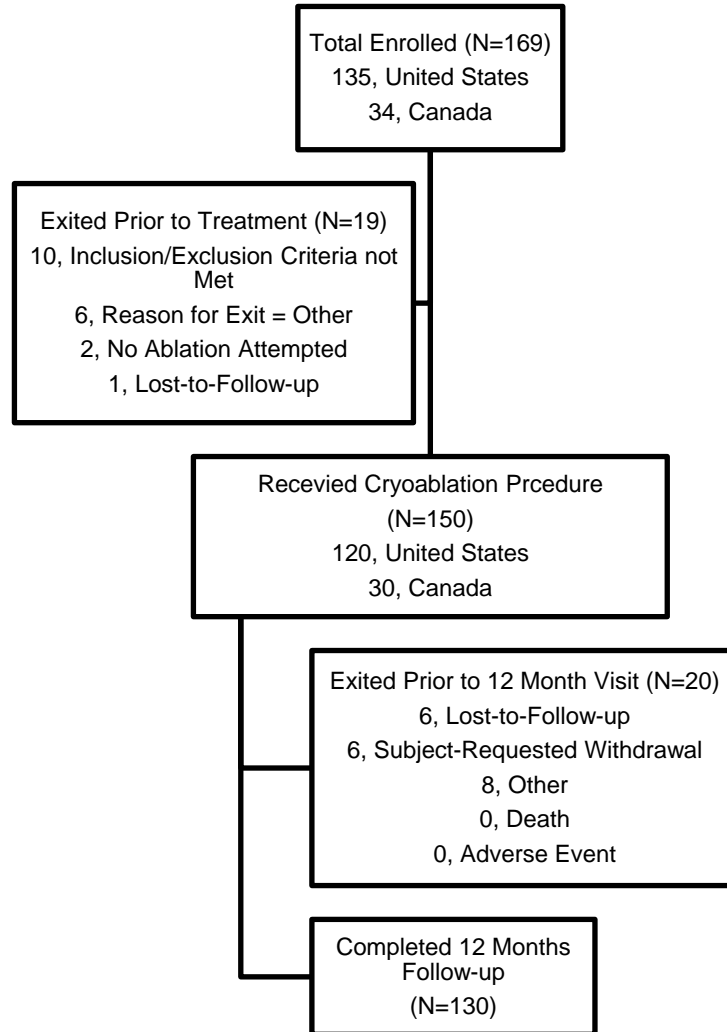 Total Enrolled (N=169)
135, United States
34, Canada
Exited Prior to Treatment (N=19)
10, Inclusion/Exclusion Criteria not
Met
6, Reason for Exit = Other
2, No Ablation Attempted
1, Lost-to-Follow-up
Recevied Cryoablation Prcedure
(N=150)
120, United States
30, Canada
Exited Prior to 12 Month Visit (N=20)
6, Lost-to-Follow-up
6, Subject-Requested Withdrawal
8, Other
0, Death
0, Adverse Event
Completed 12 Months
Follow-up
(N=130)